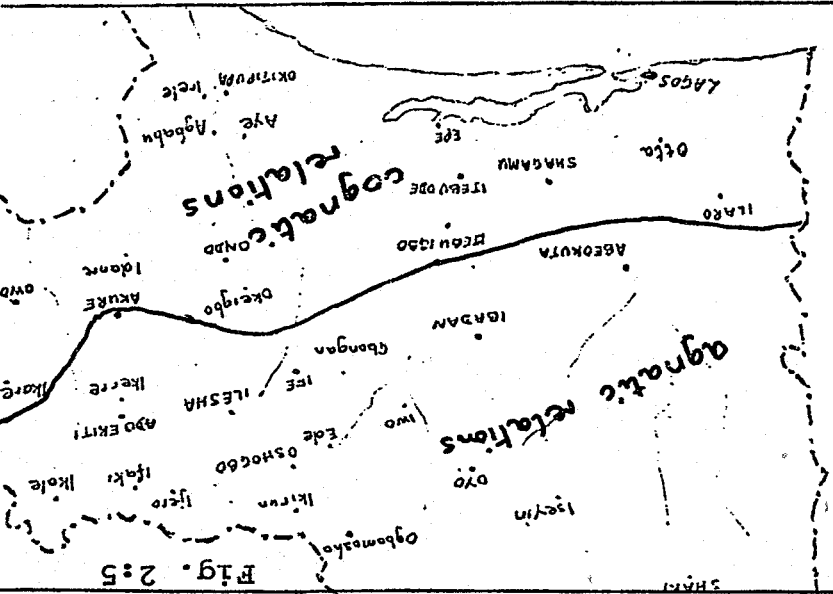 SHAKI
Fig. 2:5
Ogbomosho
Iseyin
Ikirun
Ijero
Ifaki
Ikole
OYO
OSHOGBO
Ede
IWO
ADO EKITI
agnatic relations
ILESHA
IFE
Ikerre
Ikare
Gbongan
IBADAN
Okeigbo
AKURE
OWO
Idanre
ABEOKUTA
IJEBU IGBO
ONDO
ILARO
cognatic
relations
IJEBU ODE
SHAGAMU
Otta
EPE
Aye
Agbabu
Irele
LAGOS
OKITIPUPA